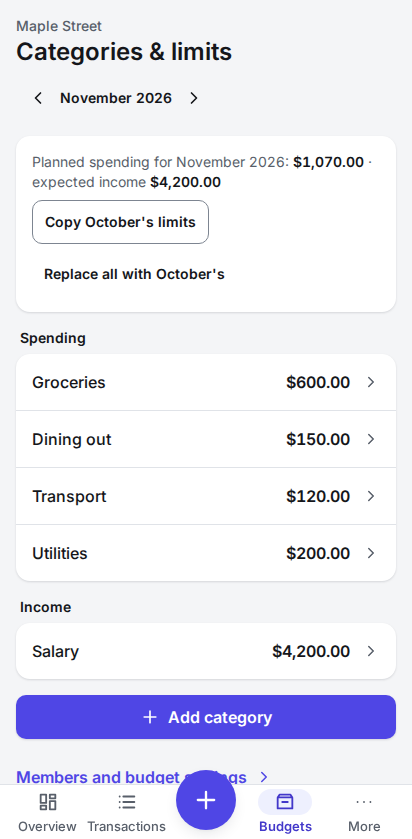 Maple Street
Categories & limits
November 2026
Planned spending for November 2026: $1,070.00 ·
expected income $4,200.00
Copy October's limits
Replace all with October's
Spending
Groceries $600.00
Dining out $150.00
Transport $120.00
Utilities $200.00
Income
Salary $4,200.00
Add category
Members and budget
Overview Transactions Budgets More